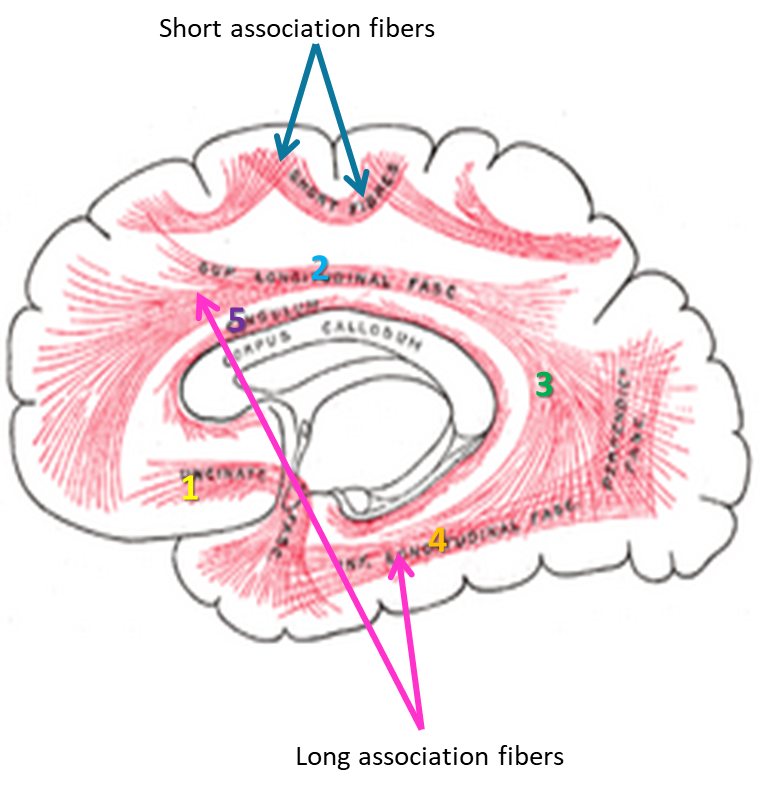 Short association fibers
SHORT FIBRES
2
SUP. LONGITUDINAL FASC.
5
CINGULUM
CORPUS CALLOSUM
3
PERPENDIC.
FASC.
UNCINATE
1
FASC.
4
INF. LONGITUDINAL FASC.
Long association fibers